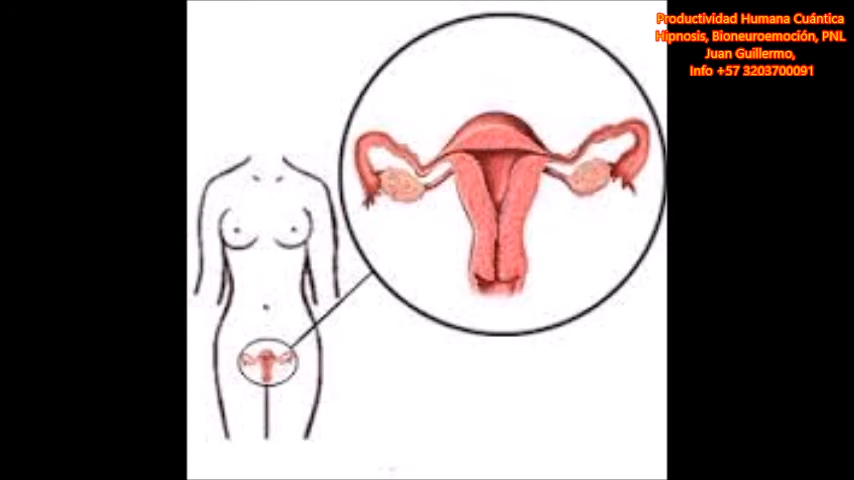 Productividad Humana Cuántica
Hipnosis, Bioneuroemoción, PNL
Juan Guillermo,
Info +57 3203700091